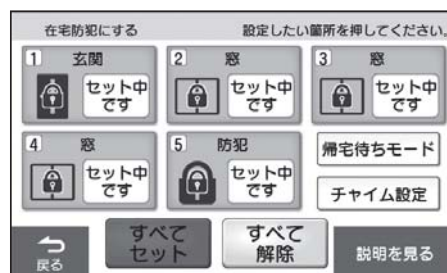 在宅防犯にする
設定したい箇所を押してください。
1 玄関
セット中
です
2 窓
セット中
です
3 窓
セット中
です
4 窓
セット中
です
5 防犯
セット中
です
帰宅待ちモード
チャイム設定
戻る
すべて
セット
すべて
解除
説明を見る